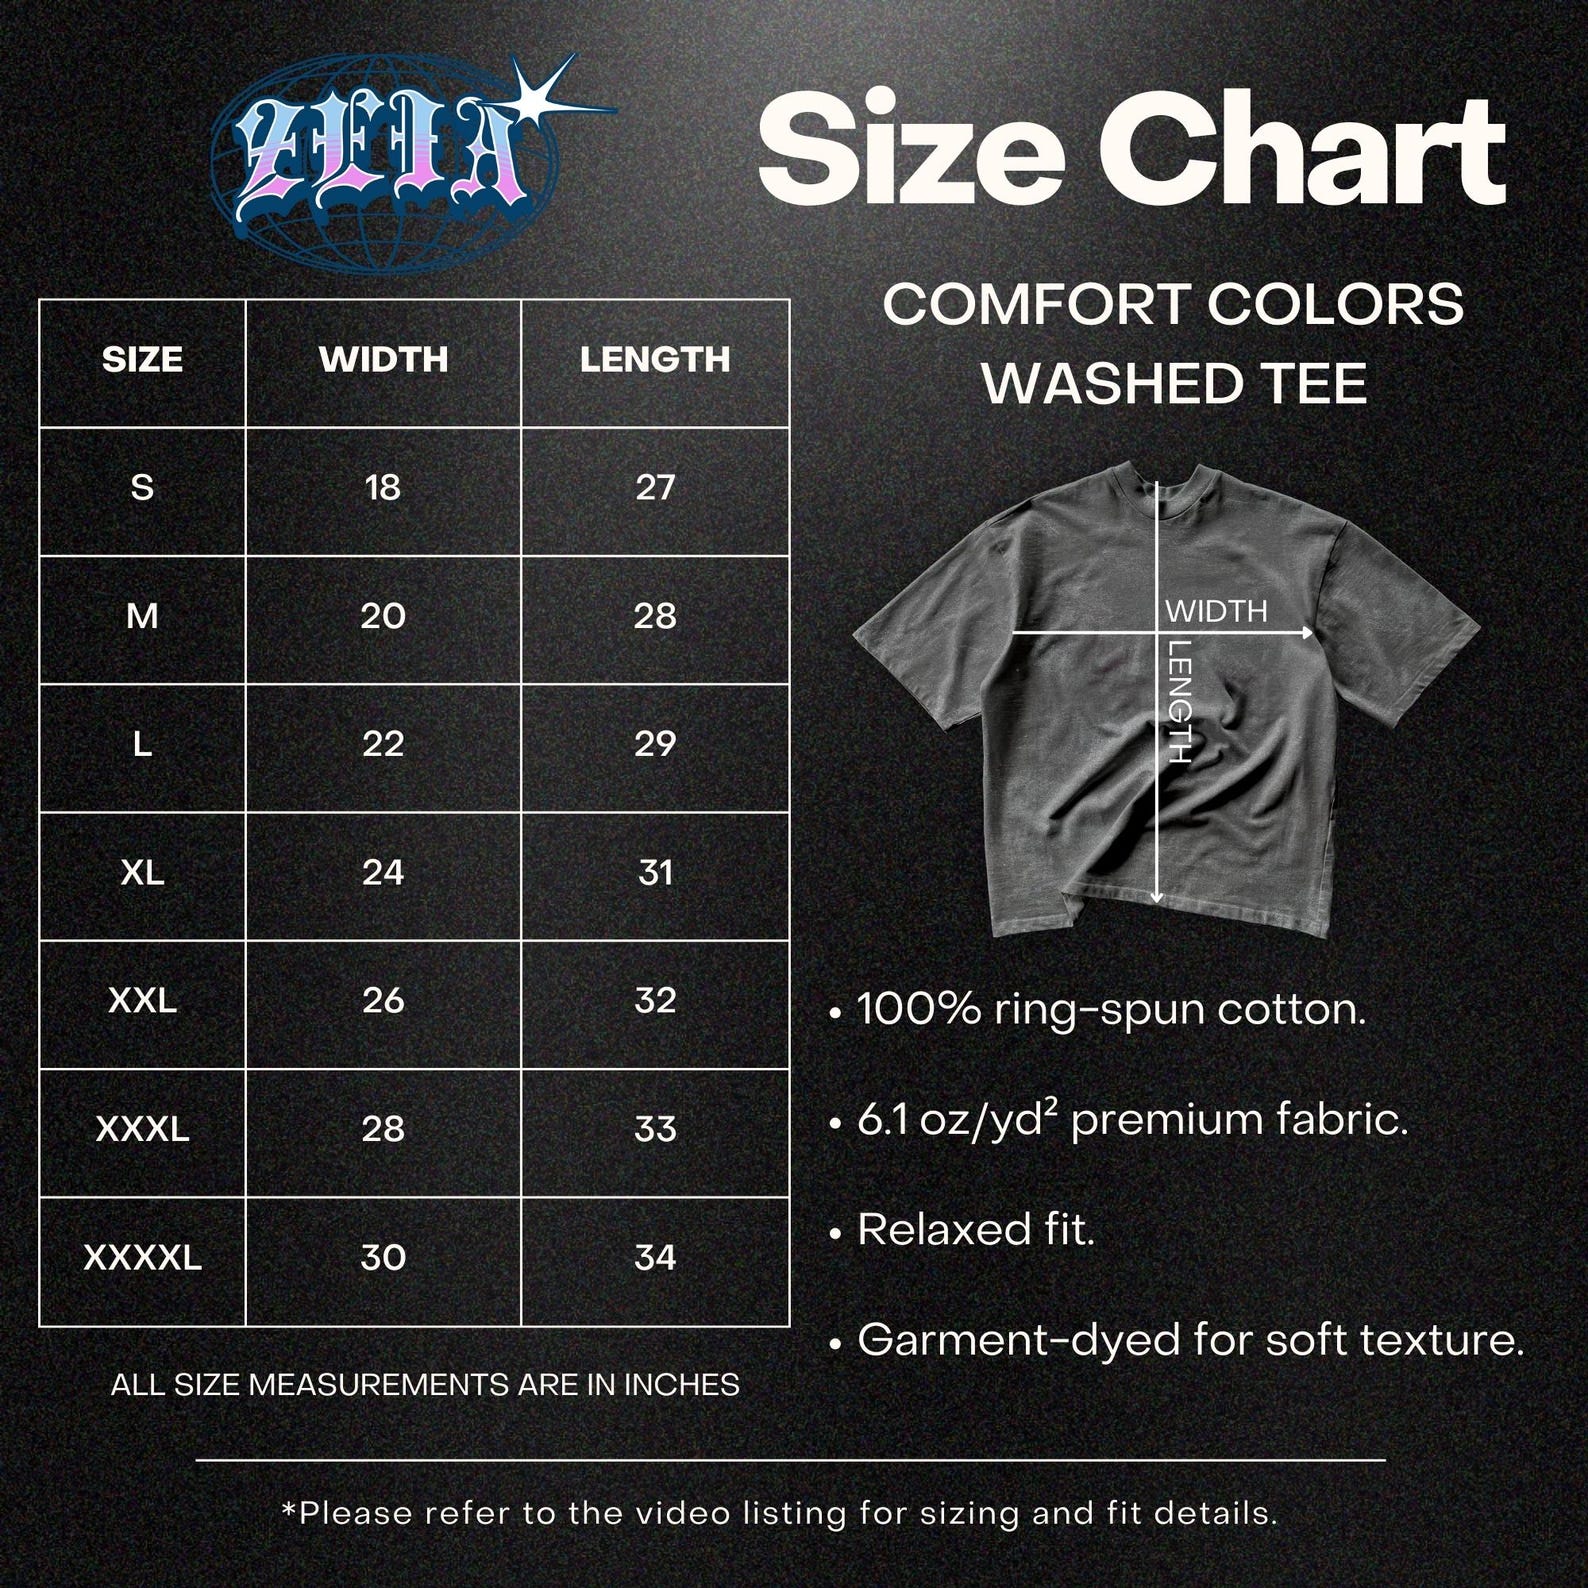 ZETA
Size Chart
COMFORT COLORS
WASHED TEE
SIZE WIDTH LENGTH
S 18 27
M 20 28
L 22 29
XL 24 31
XXL 26 32
XXXL 28 33
XXXXL 30 34
ALL SIZE MEASUREMENTS ARE IN INCHES
WIDTH
LENGTH
• 100% ring-spun cotton.
• 6.1 oz/yd² premium fabric.
• Relaxed fit.
• Garment-dyed for soft texture.
*Please refer to the video listing for sizing and fit details.